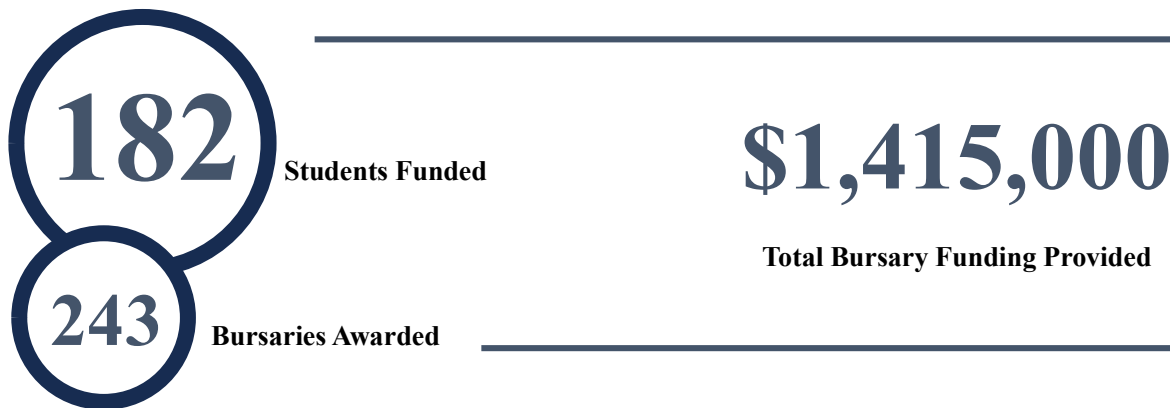 182
Students Funded
243
Bursaries Awarded
$1,415,000
Total Bursary Funding Provided